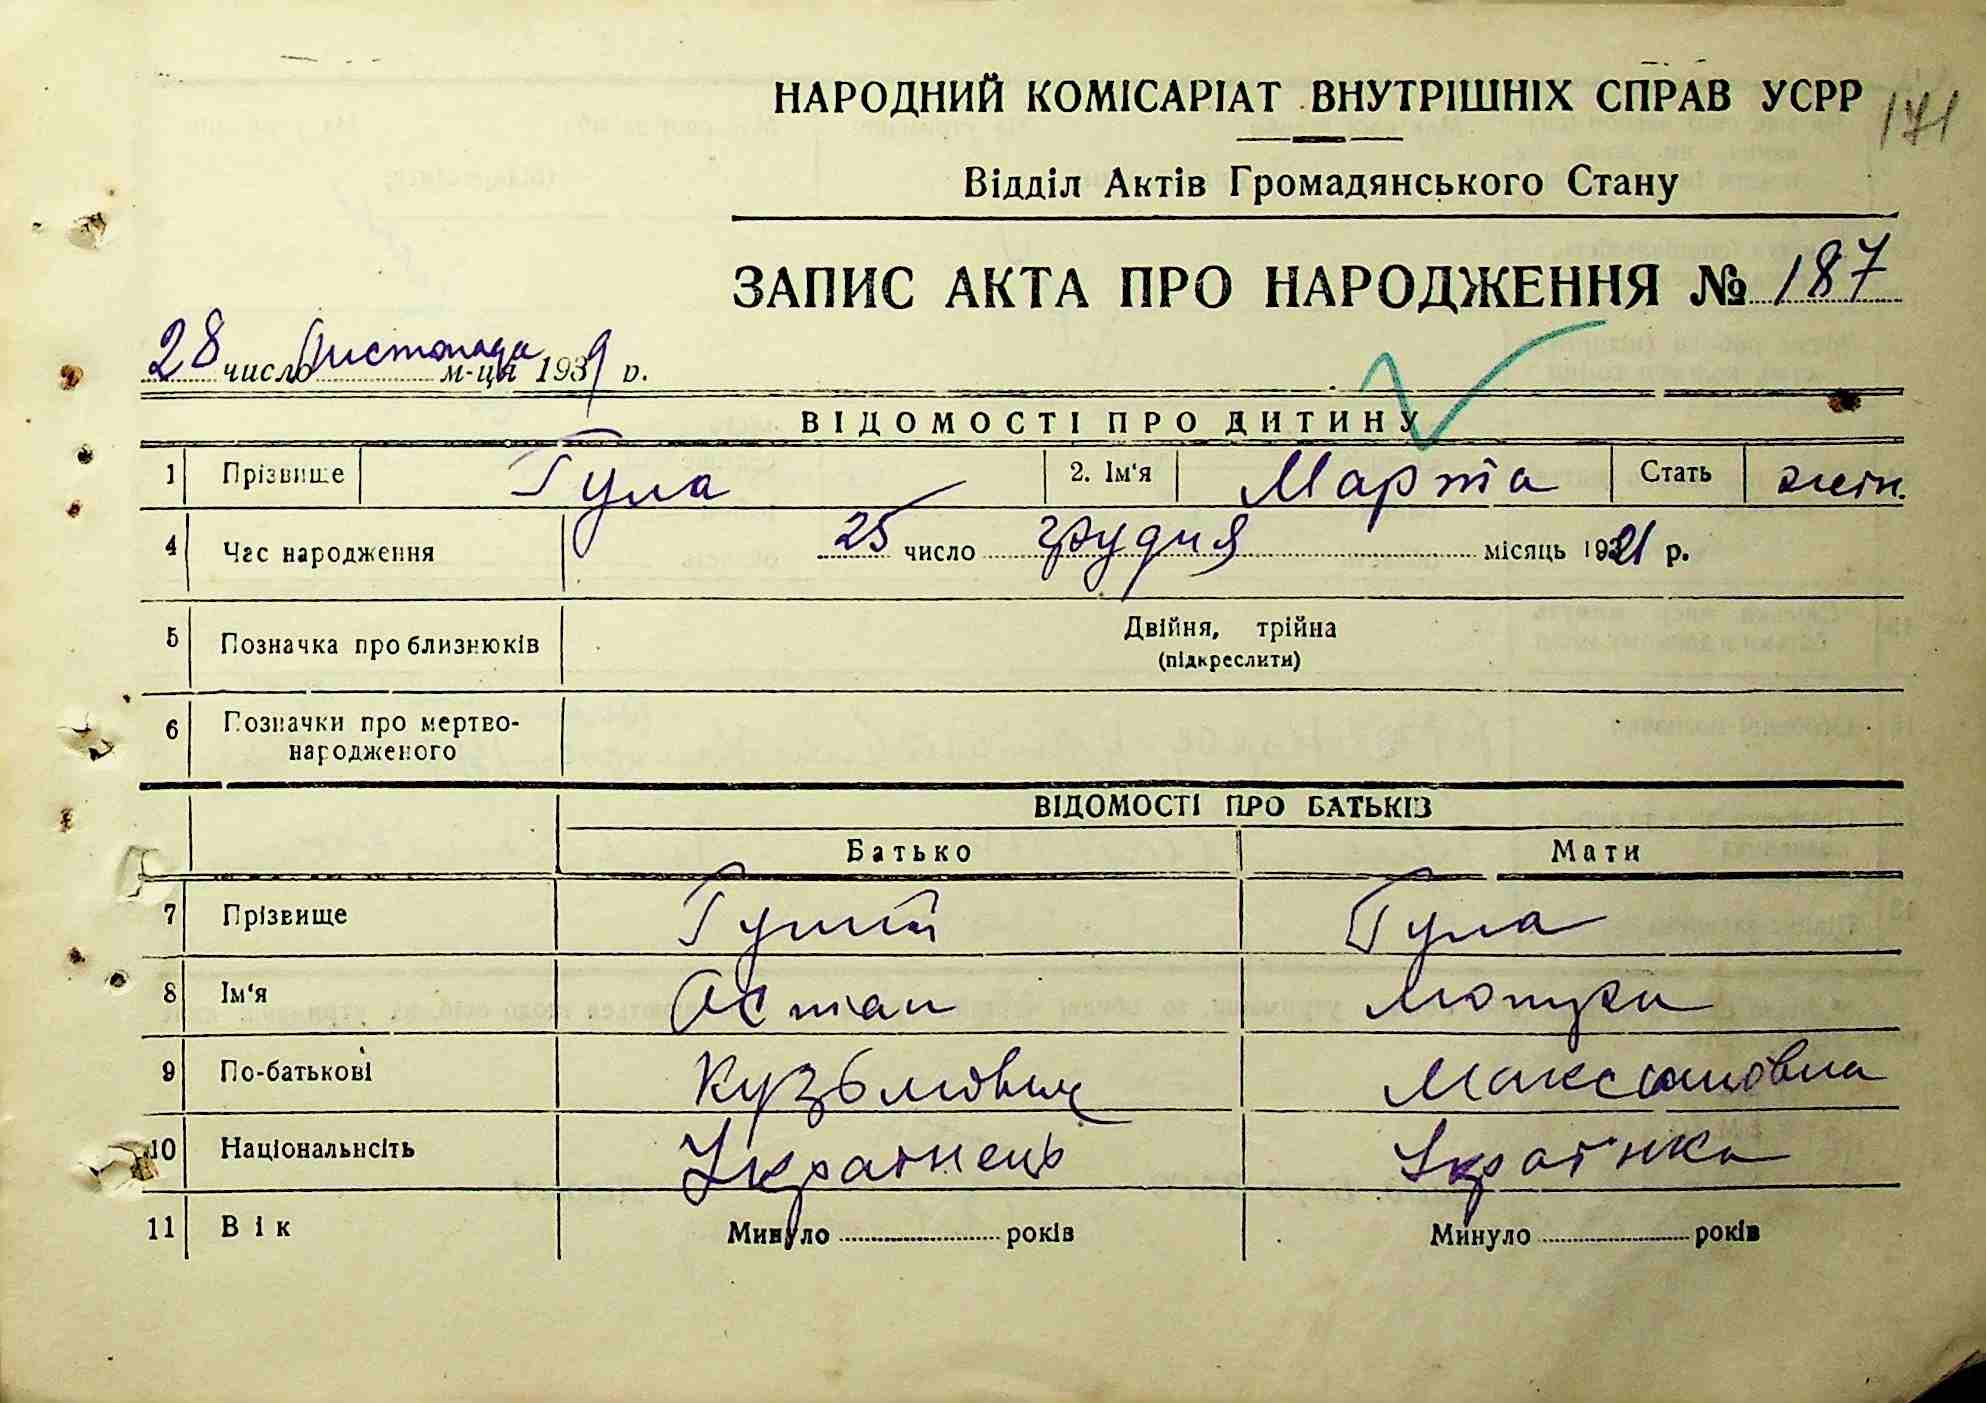 171
НАРОДНИЙ КОМІСАРІАТ ВНУТРІШНІХ СПРАВ УСРР
Відділ Актів Громадянського Стану
ЗАПИС АКТА ПРО НАРОДЖЕННЯ № 187
28 число Листопада м-ця 1939 р.
ВІДОМОСТІ ПРО ДИТИНУ
1 Прізвище Гула 2. Ім'я Марта Стать жін.
4 Час народження 25 число грудня місяць 1921 р.
5 Позначка про близнюків Двійня, трійна
(підкреслити)
6 Позначки про мертво-
народженого
ВІДОМОСТІ ПРО БАТЬКІВ
Батько Мати
7 Прізвище Гула
8 Ім'я Остап
9 По-батькові Кузьмович Максимовна
10 Національнсіть Українець Українка
11 Вік Минуло років Минуло років